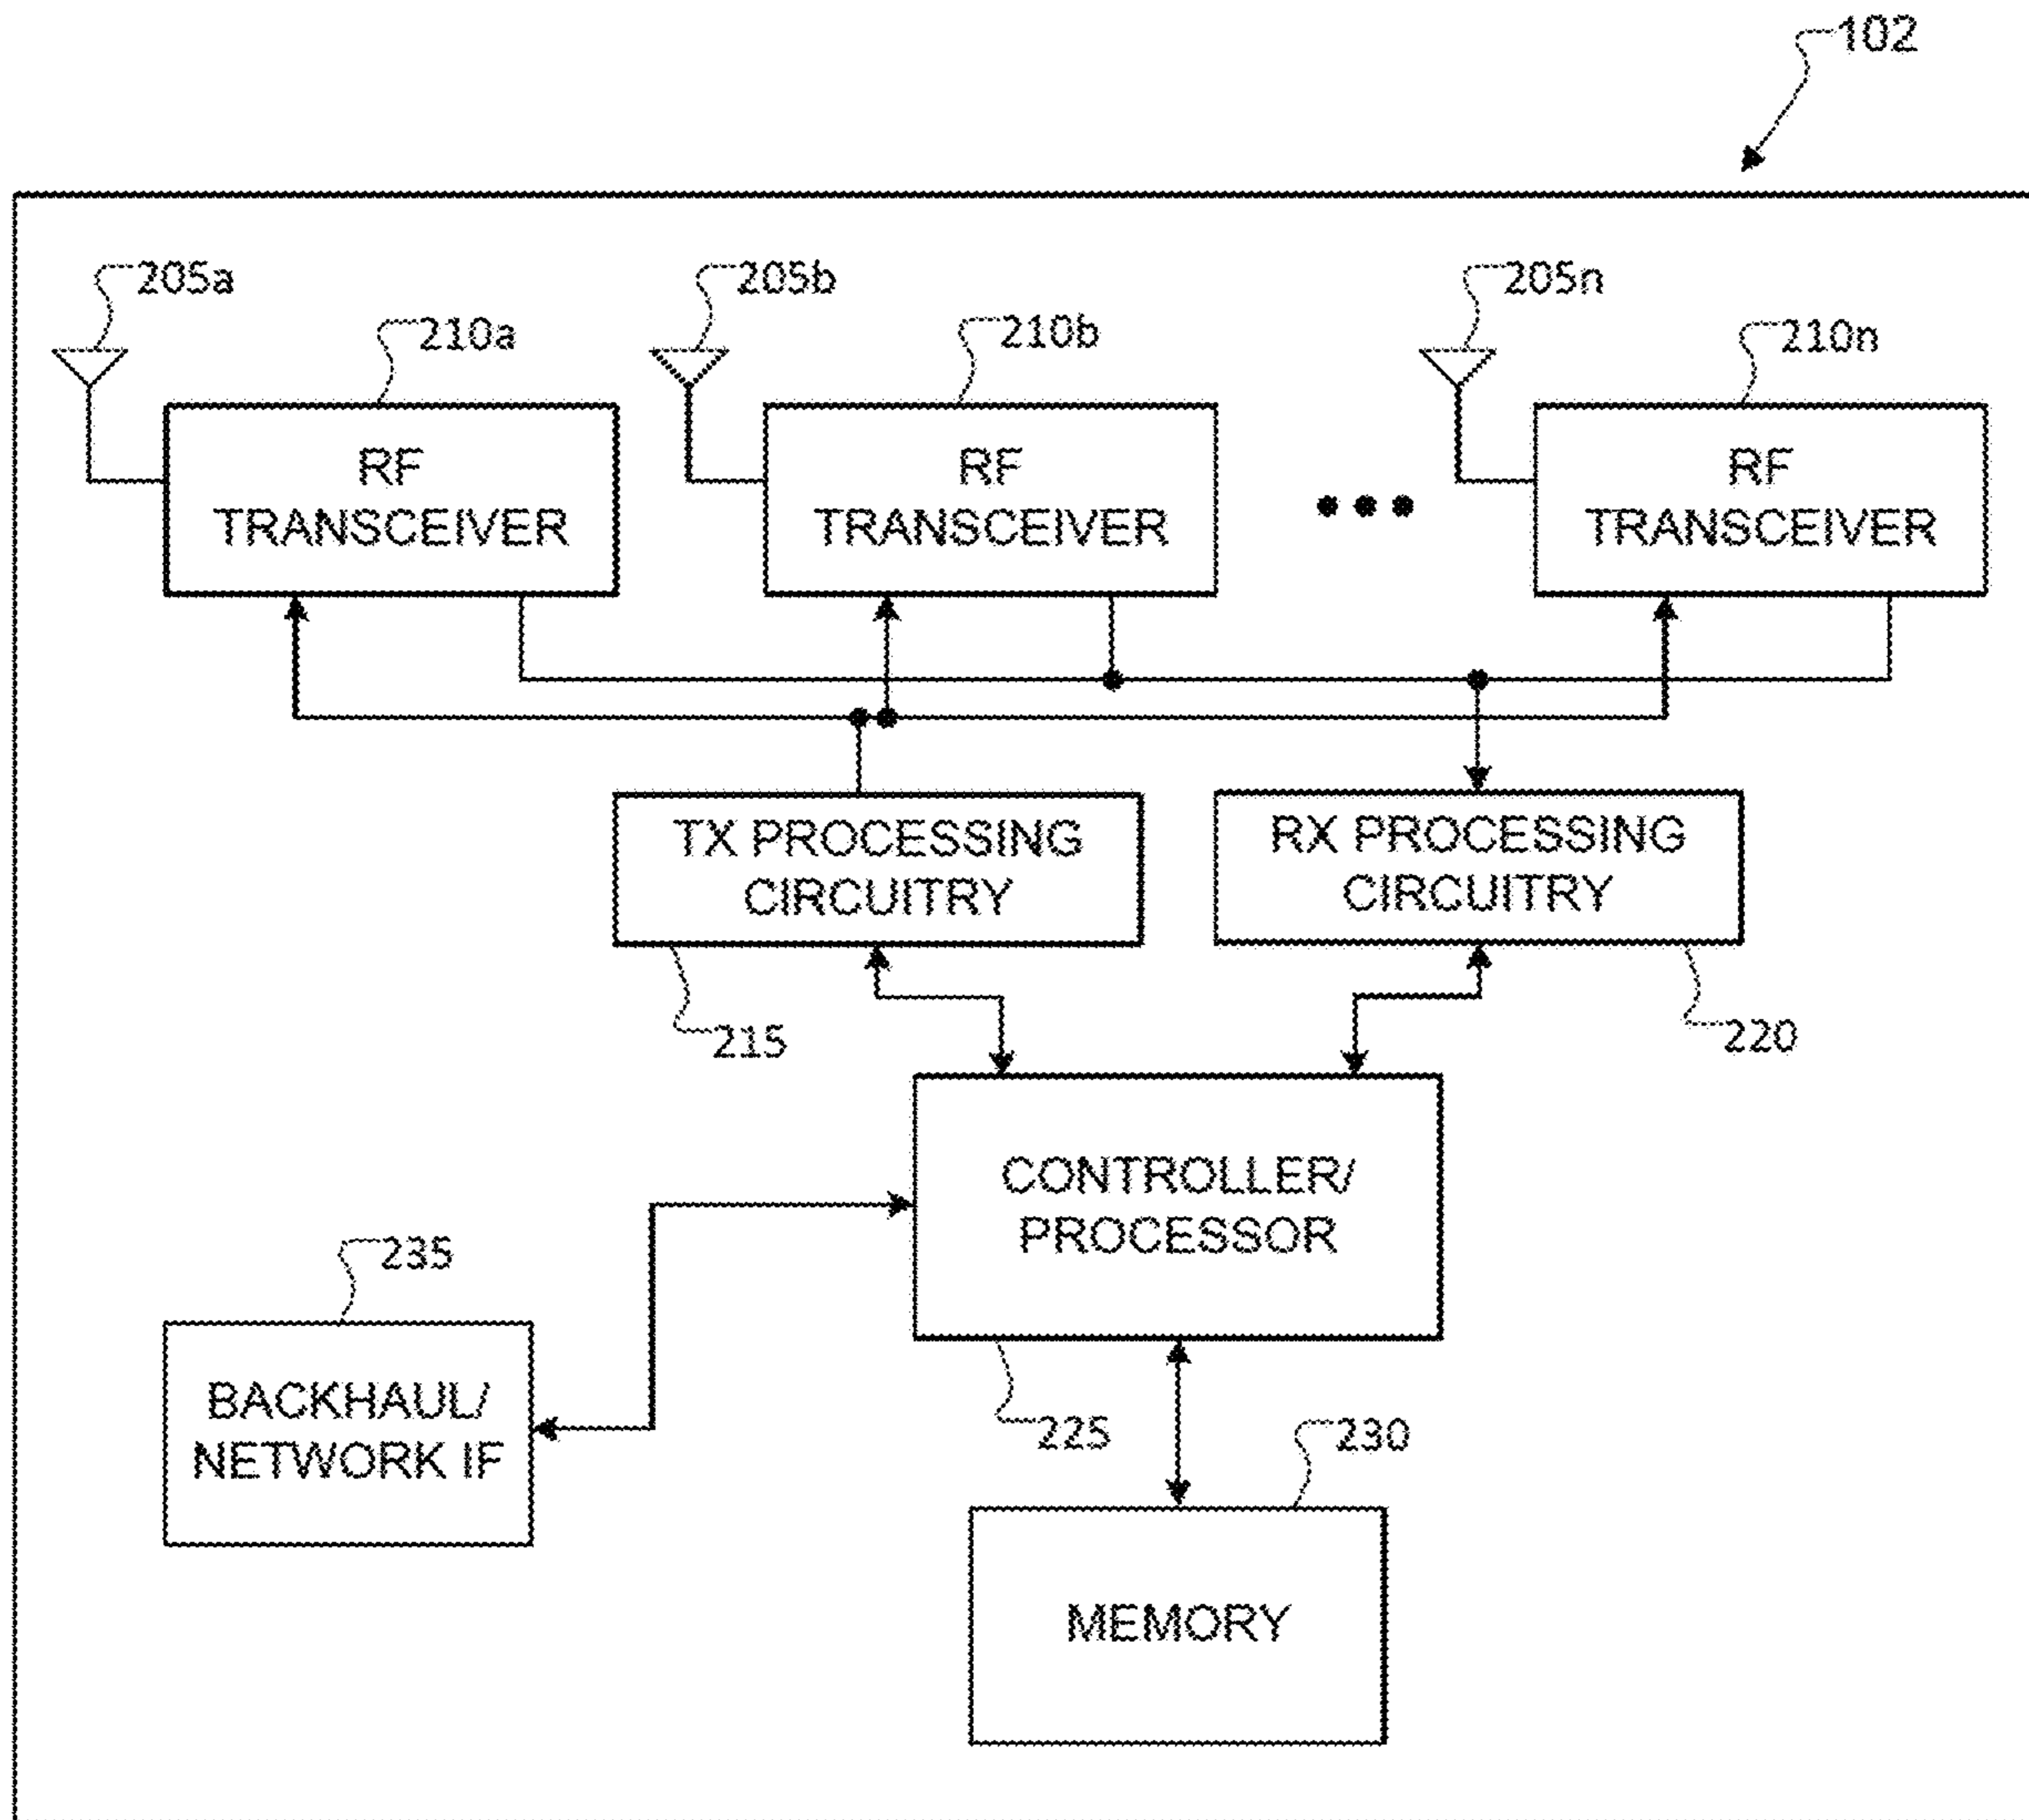 102
205a
205b
205n
210a
210b
210n
RF
TRANSCEIVER
RF
TRANSCEIVER
RF
TRANSCEIVER
TX PROCESSING
CIRCUITRY
RX PROCESSING
CIRCUITRY
215
220
CONTROLLER/
PROCESSOR
235
BACKHAUL/
NETWORK IF
225
230
MEMORY